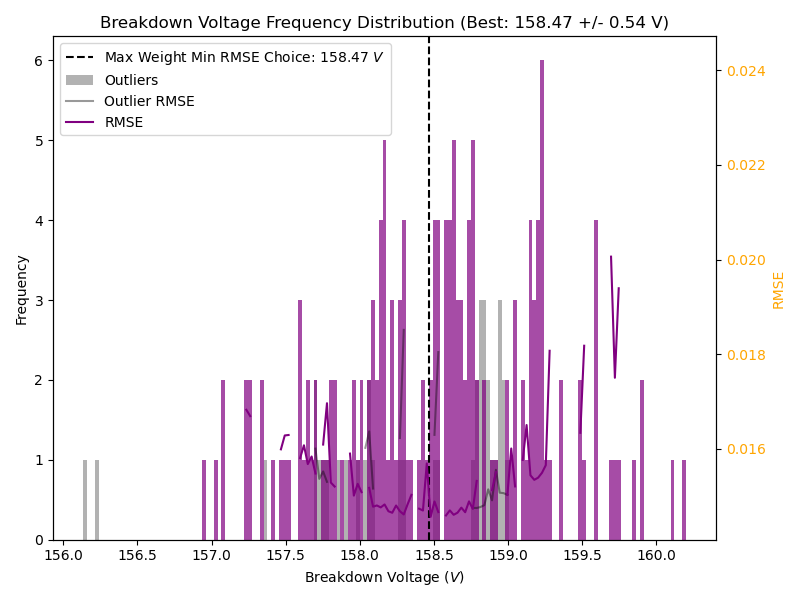 Breakdown Voltage Frequency Distribution (Best: 158.47 +/- 0.54 V)
Max Weight Min RMSE Choice: 158.47 V
Outliers
Outlier RMSE
RMSE
Frequency
6
5
4
3
2
1
0
0.024
0.022
0.020
0.018
0.016
RMSE
156.0 156.5 157.0 157.5 158.0 158.5 159.0 159.5 160.0
Breakdown Voltage (V)